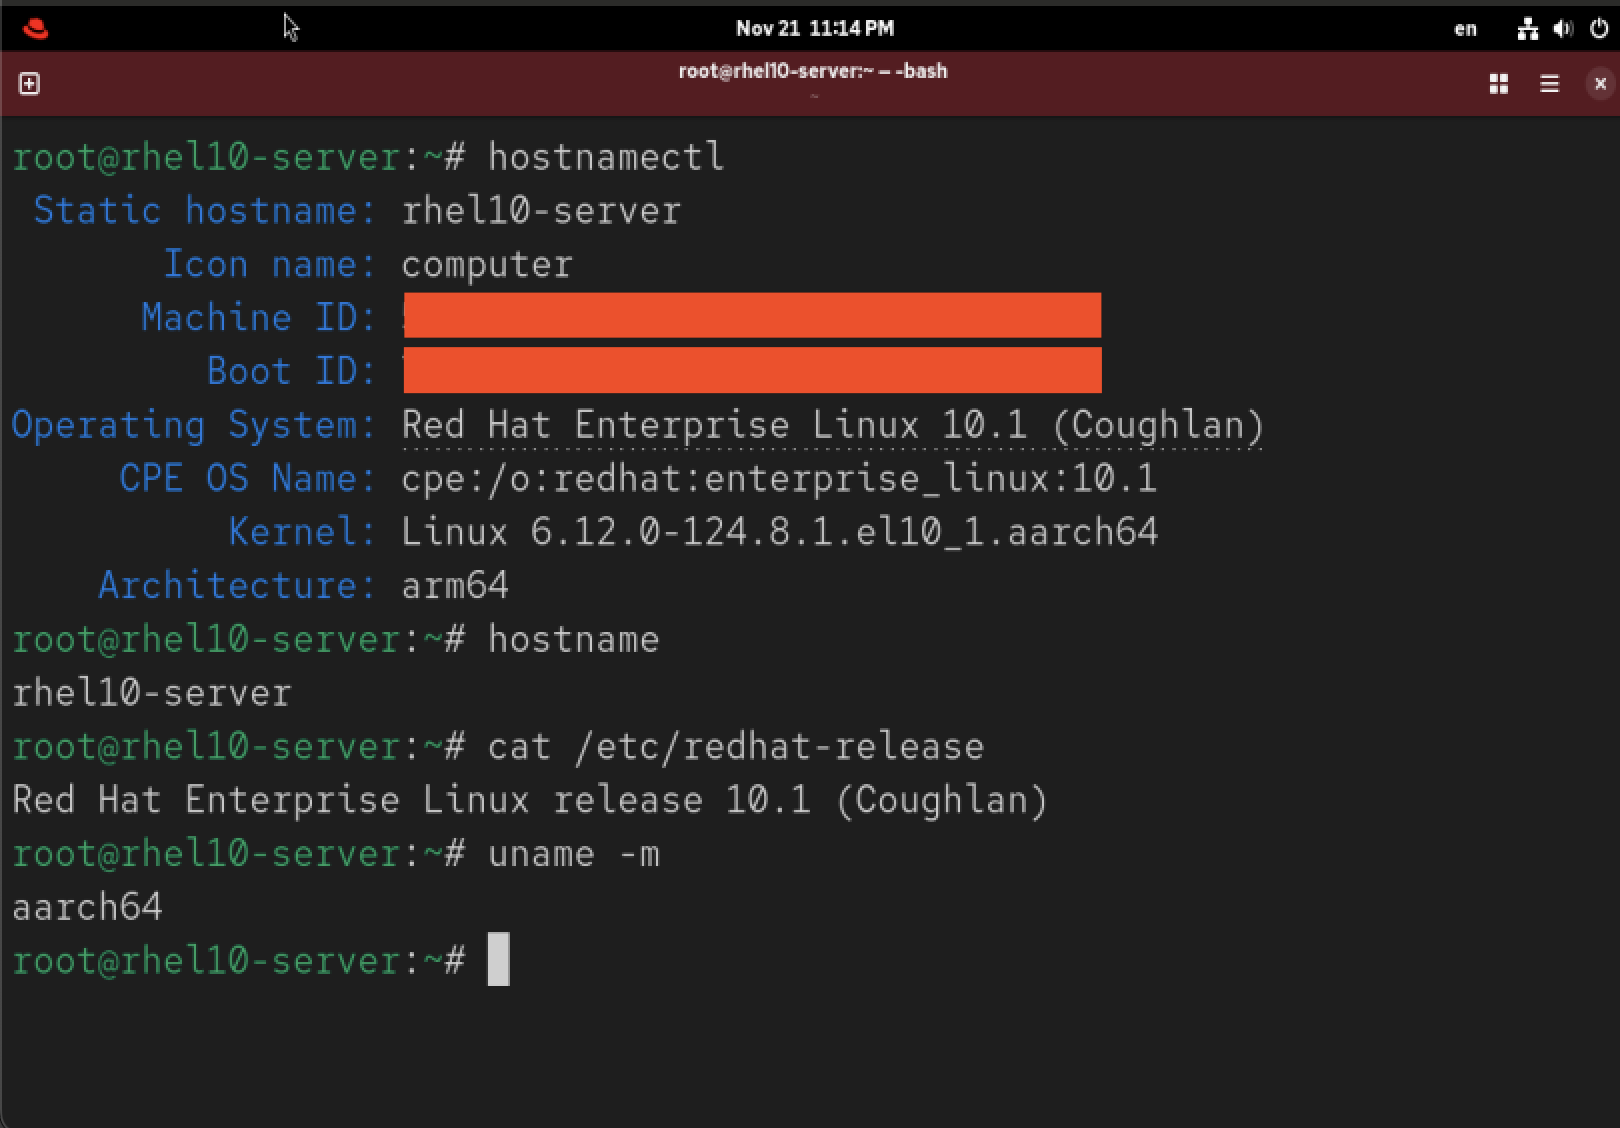 Nov 21 11:14 PM
en
root@rhel10-server:~ — -bash
~
root@rhel10-server:~# hostnamectl
Static hostname: rhel10-server
Icon name: computer
Machine ID:
Boot ID:
Operating System: Red Hat Enterprise Linux 10.1 (Coughlan)
CPE OS Name: cpe:/o:redhat:enterprise_linux:10.1
Kernel: Linux 6.12.0-124.8.1.el10_1.aarch64
Architecture: arm64
root@rhel10-server:~# hostname
rhel10-server
root@rhel10-server:~# cat /etc/redhat-release
Red Hat Enterprise Linux release 10.1 (Coughlan)
root@rhel10-server:~# uname -m
aarch64
root@rhel10-server:~#